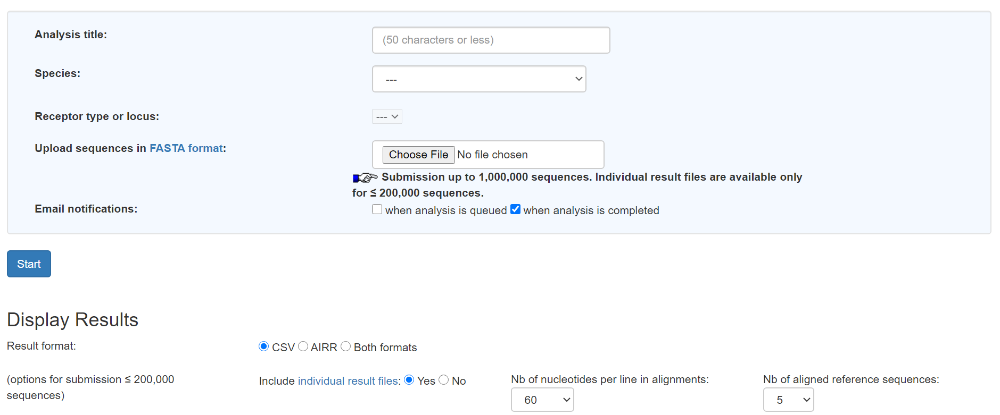 Analysis title:
(50 characters or less)
Species:
---
Receptor type or locus:
---
Upload sequences in FASTA format:
Choose File No file chosen
Submission up to 1,000,000 sequences. Individual result files are available only
for ≤ 200,000 sequences.
Email notifications:
when analysis is queued when analysis is completed
Start
Display Results
Result format:
CSV AIRR Both formats
(options for submission ≤ 200,000
sequences)
Include individual result files: Yes No
Nb of nucleotides per line in alignments:
60
Nb of aligned reference sequences:
5